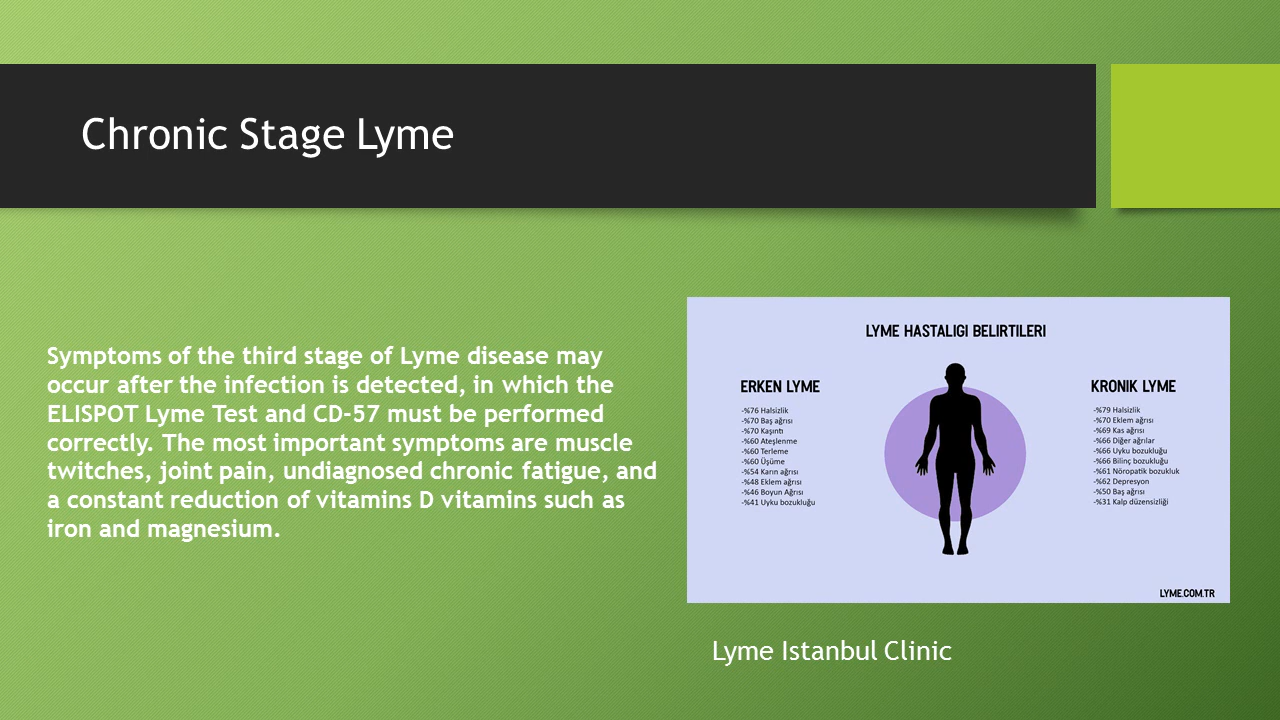 Chronic Stage Lyme
Symptoms of the third stage of Lyme disease may
occur after the infection is detected, in which the
ELISPOT Lyme Test and CD-57 must be performed
correctly. The most important symptoms are muscle
twitches, joint pain, undiagnosed chronic fatigue, and
a constant reduction of vitamins D vitamins such as
iron and magnesium.
LYME HASTALIGI BELIRTILERI
ERKEN LYME
-%76 Halsizlik
-%70 Baş ağrısı
-%70 Kaşıntı
-%60 Ateşlenme
-%60 Terleme
-%60 Üşüme
-%54 Karın ağrısı
-%48 Eklem ağrısı
-%46 Boyun Ağrısı
-%41 Uyku bozukluğu
KRONIK LYME
-%79 Halsizlik
-%70 Eklem ağrısı
-%69 Kas ağrısı
-%66 Diğer ağrılar
-%66 Uyku bozukluğu
-%66 Bilinç bozukluğu
-%61 Nöropatik bozukluk
-%62 Depresyon
-%50 Baş ağrısı
-%31 Kalp düzensizliği
LYME.COM.TR
Lyme Istanbul Clinic